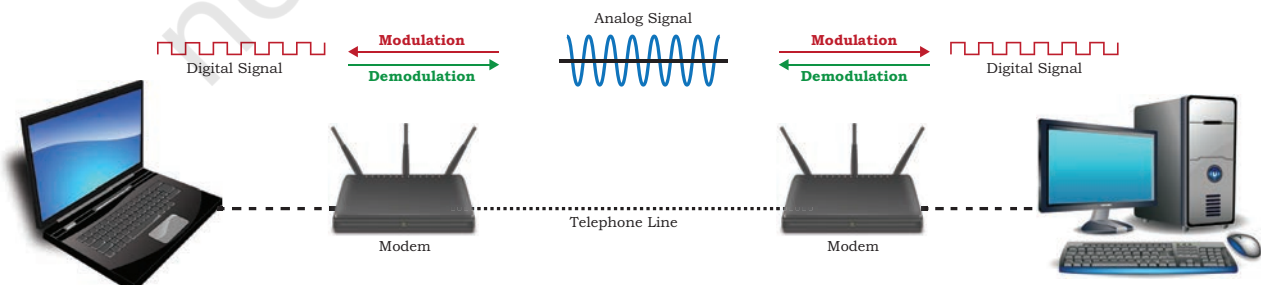 Analog Signal
Modulation
Modulation
Digital Signal
Demodulation
Demodulation
Digital Signal
Telephone Line
Modem
Modem